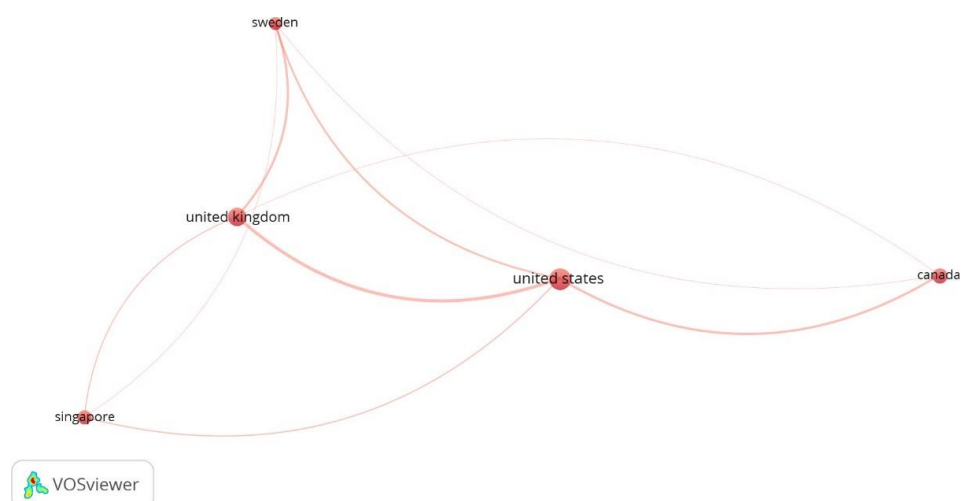 sweden
united kingdom
united states
canada
singapore
VOSviewer